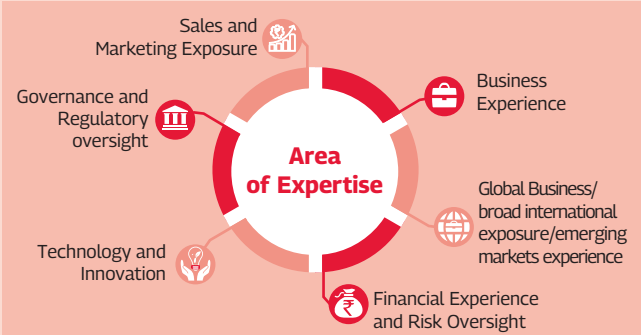 Sales and
Marketing Exposure
Business
Experience
Governance and
Regulatory
oversight
Area
of Expertise
Global Business/
broad international
exposure/emerging
markets experience
Technology and
Innovation
₹
Financial Experience
and Risk Oversight